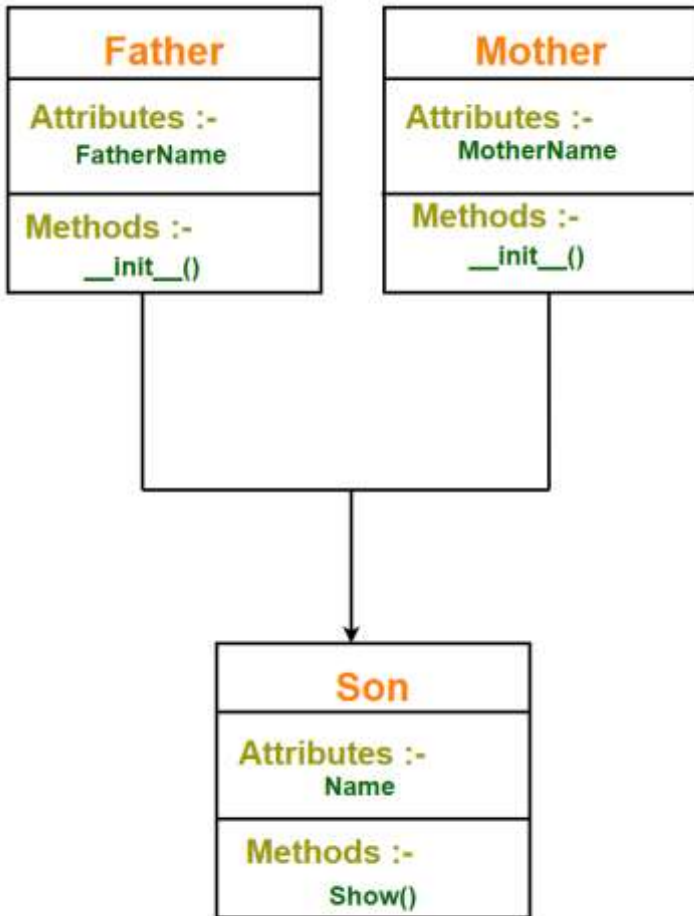 Father
Attributes :-
FatherName
Methods :-
__init__()
Mother
Attributes :-
MotherName
Methods :-
__init__()
Son
Attributes :-
Name
Methods :-
Show()